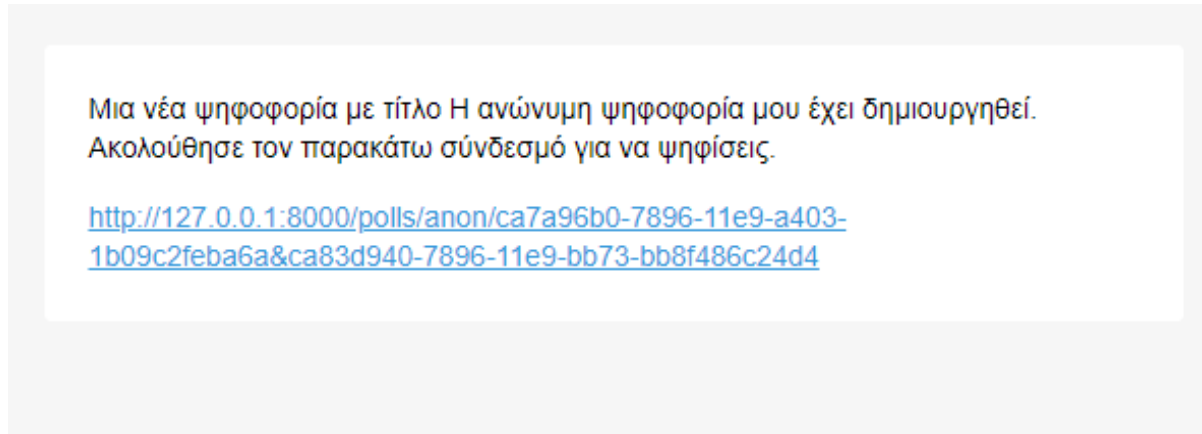 Μια νέα ψηφοφορία με τίτλο Η ανώνυμη ψηφοφορία μου έχει δημιουργηθεί.
Ακολούθησε τον παρακάτω σύνδεσμό για να ψηφίσεις.
http://127.0.0.1:8000/polls/anon/ca7a96b0-7896-11e9-a403-
1b09c2feba6a&ca83d940-7896-11e9-bb73-bb8f486c24d4